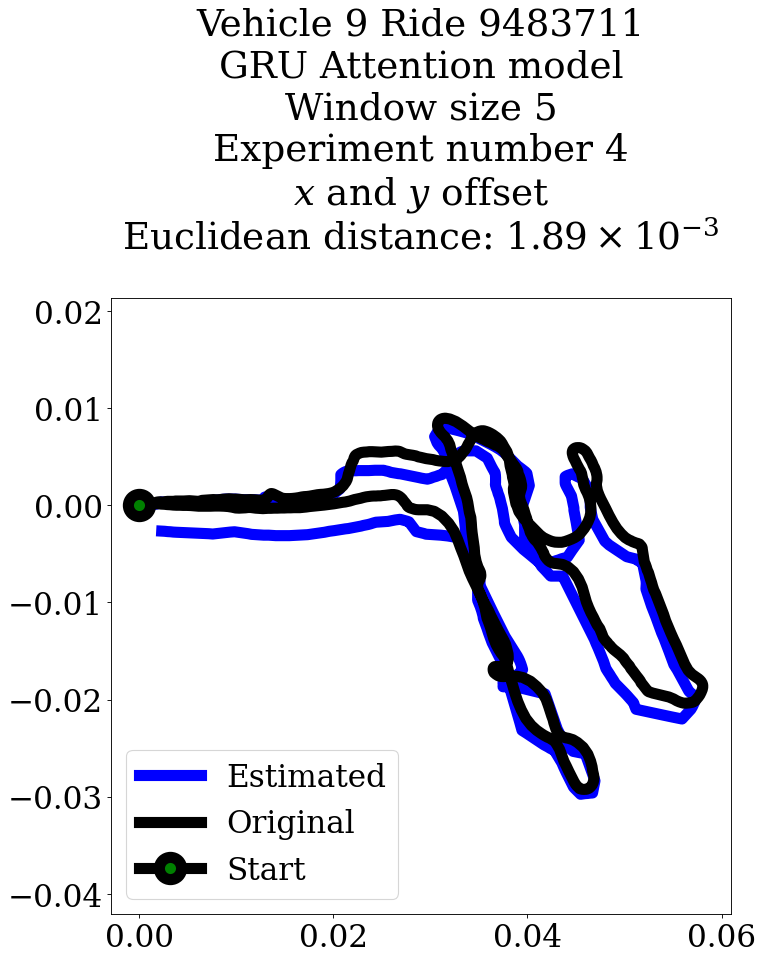 Vehicle 9 Ride 9483711
GRU Attention model
Window size 5
Experiment number 4
x and y offset
Euclidean distance: 1.89 × 10⁻³
0.02
0.01
0.00
−0.01
−0.02
−0.03
−0.04
Estimated
Original
Start
0.00 0.02 0.04 0.06